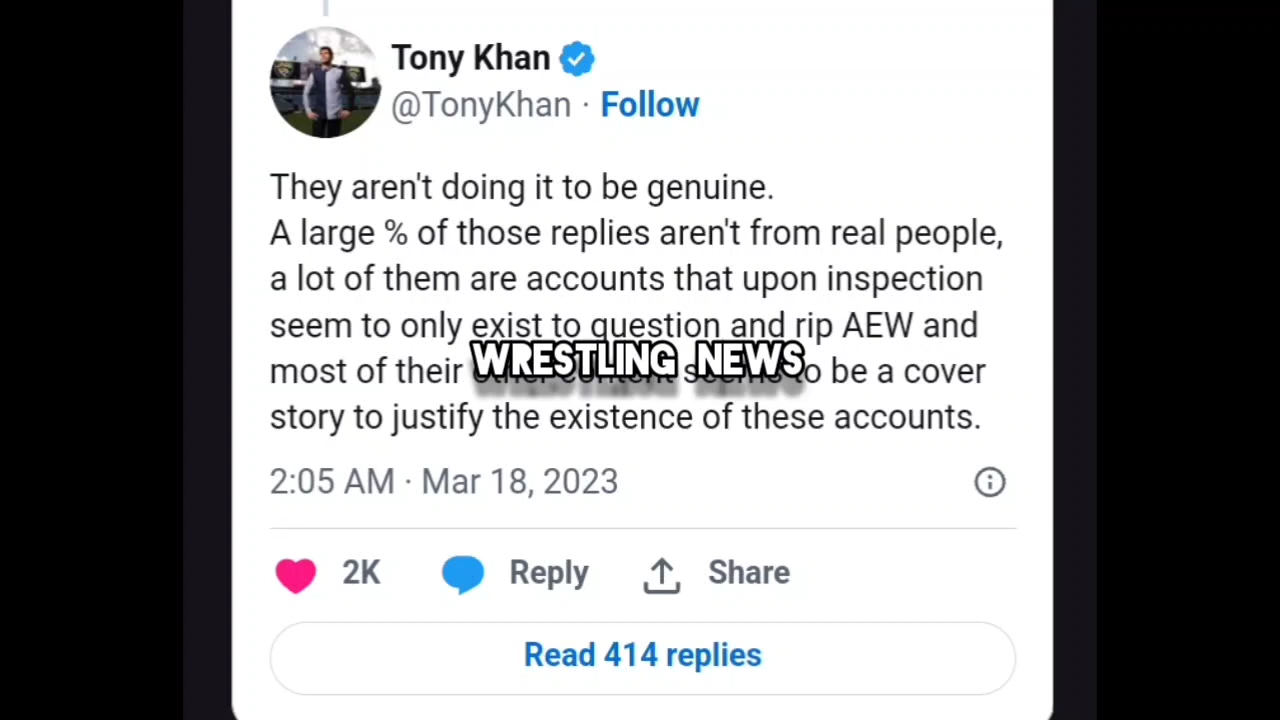 Tony Khan
@TonyKhan · Follow
They aren't doing it to be genuine.
A large % of those replies aren't from real people,
a lot of them are accounts that upon inspection
seem to only exist to question and rip AEW and
most of their other content seems to be a cover
WRESTLING NEWS
story to justify the existence of these accounts.
2:05 AM · Mar 18, 2023
2K Reply Share
Read 414 replies